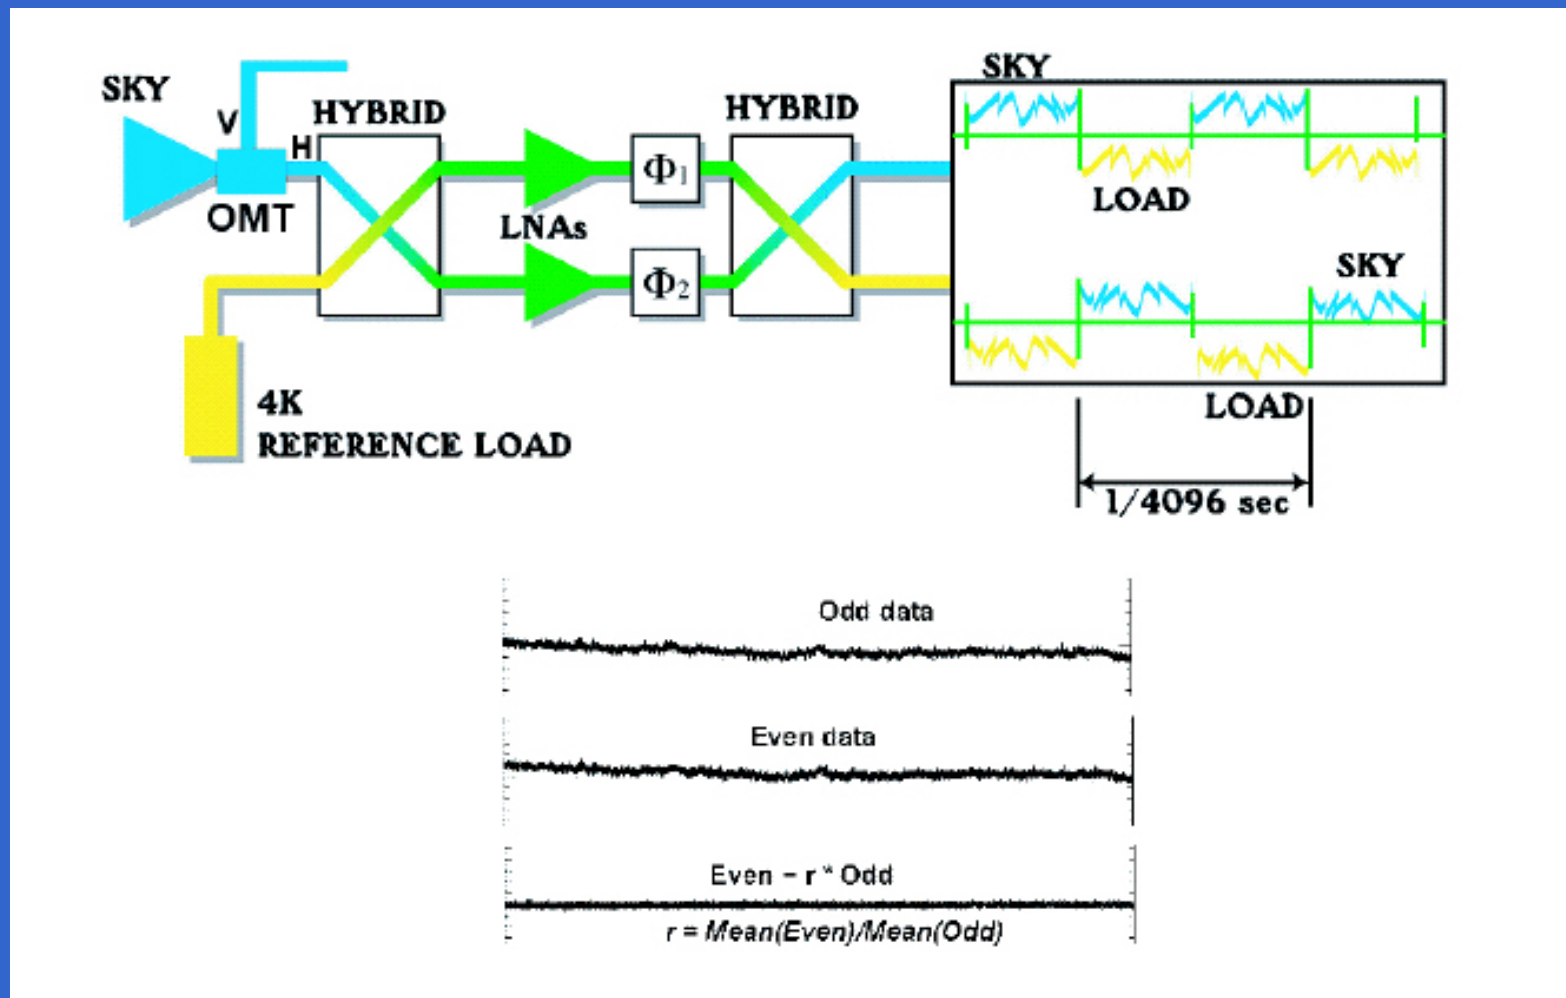 SKY
V
H
OMT
HYBRID
LNAs
Φ1
Φ2
HYBRID
4K
REFERENCE LOAD
SKY
LOAD
SKY
LOAD
1/4096 sec
Odd data
Even data
Even - r * Odd
r = Mean(Even)/Mean(Odd)